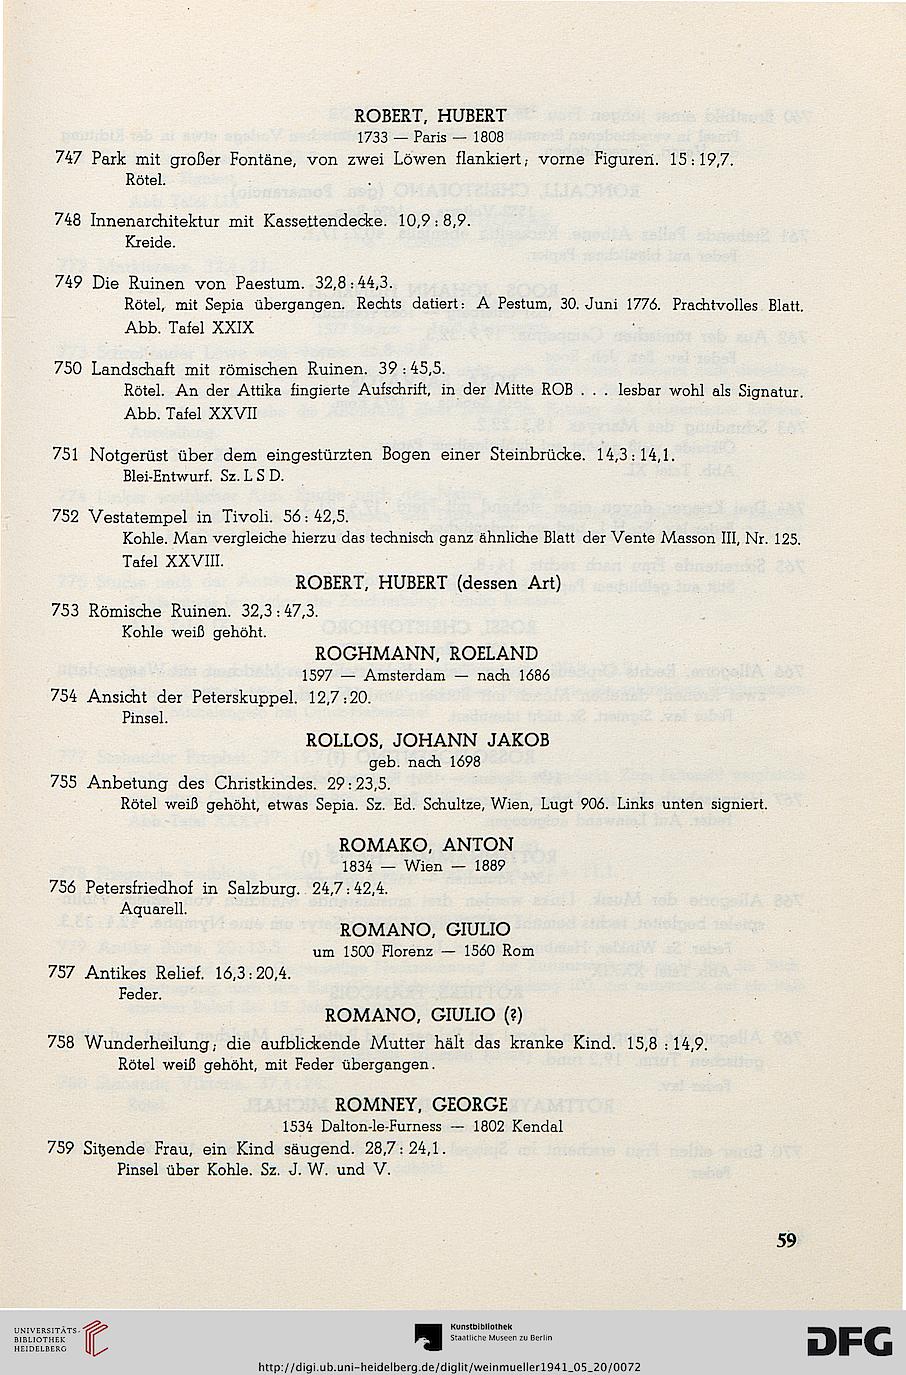 ROBERT, HUBERT
1733 — Paris — 1808
747 Park mit großer Fontäne, von zwei Löwen flankiert; vorne Figuren. 15 : 19,7.
Rötel.
748 Innenarchitektur mit Kassettendecke. 10,9 : 8,9.
Kreide.
749 Die Ruinen von Paestum. 32,8 : 44,3.
Rötel, mit Sepia übergangen. Rechts datiert: A Pestum, 30. Juni 1776. Prachtvolles Blatt.
Abb. Tafel XXIX
750 Landschaft mit römischen Ruinen. 39 : 45,5.
Rötel. An der Attika fingierte Aufschrift, in der Mitte ROB . . . lesbar wohl als Signatur.
Abb. Tafel XXVII
751 Notgerüst über dem eingestürzten Bogen einer Steinbrücke. 14,3 : 14,1.
Blei-Entwurf. Sz. L S D.
752 Vestatempel in Tivoli. 56 : 42,5.
Kohle. Man vergleiche hierzu das technisch ganz ähnliche Blatt der Vente Masson III, Nr. 125.
Tafel XXVIII.
ROBERT, HUBERT (dessen Art)
753 Römische Ruinen. 32,3 : 47,3.
Kohle weiß gehöht.
ROGHMANN, ROELAND
1597 — Amsterdam — nach 1686
754 Ansicht der Peterskuppel. 12,7 : 20.
Pinsel.
ROLLOS, JOHANN JAKOB
geb. nach 1698
755 Anbetung des Christkindes. 29 : 23,5.
Rötel weiß gehöht, etwas Sepia. Sz. Ed. Schultze, Wien, Lugt 906. Links unten signiert.
ROMAKO, ANTON
1834 — Wien — 1889
756 Petersfriedhof in Salzburg. 24,7 : 42,4.
Aquarell.
ROMANO, GIULIO
um 1500 Florenz — 1560 Rom
757 Antikes Relief. 16,3 : 20,4.
Feder.
ROMANO, GIULIO (?)
758 Wunderheilung; die aufblickende Mutter hält das kranke Kind. 15,8 : 14,9.
Rötel weiß gehöht, mit Feder übergangen.
ROMNEY, GEORGE
1534 Dalton-le-Furness — 1802 Kendal
759 Sitzende Frau, ein Kind säugend. 28,7 : 24,1.
Pinsel über Kohle. Sz. J. W. und V.
59
UNIVERSITÄTS-
BIBLIOTHEK
HEIDELBERG
Kunstbibliothek
Staatliche Museen zu Berlin
DFG
http://digi.ub.uni-heidelberg.de/diglit/weinmueller1941_05_20/0072